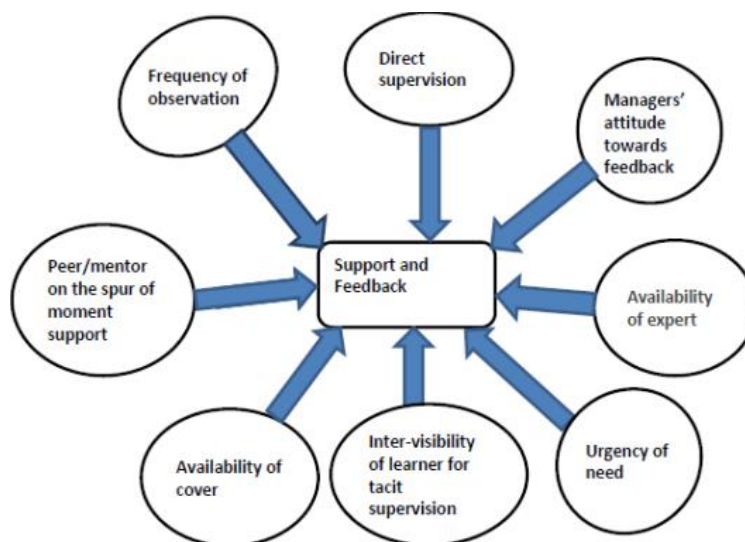 Frequency of
observation
Direct
supervision
Managers’
attitude
towards
feedback
Peer/mentor
on the spur of
moment
support
Support and
Feedback
Availability
of expert
Availability of
cover
Inter-visibility
of learner for
tacit
supervision
Urgency of
need